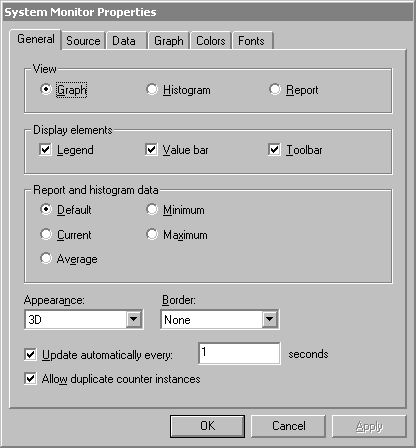 System Monitor Properties
General Source Data Graph Colors Fonts
View
Graph Histogram Report
Display elements
Legend Value bar Toolbar
Report and histogram data
Default Minimum
Current Maximum
Average
Appearance: Border:
3D None
Update automatically every: 1 seconds
Allow duplicate counter instances
OK Cancel Apply